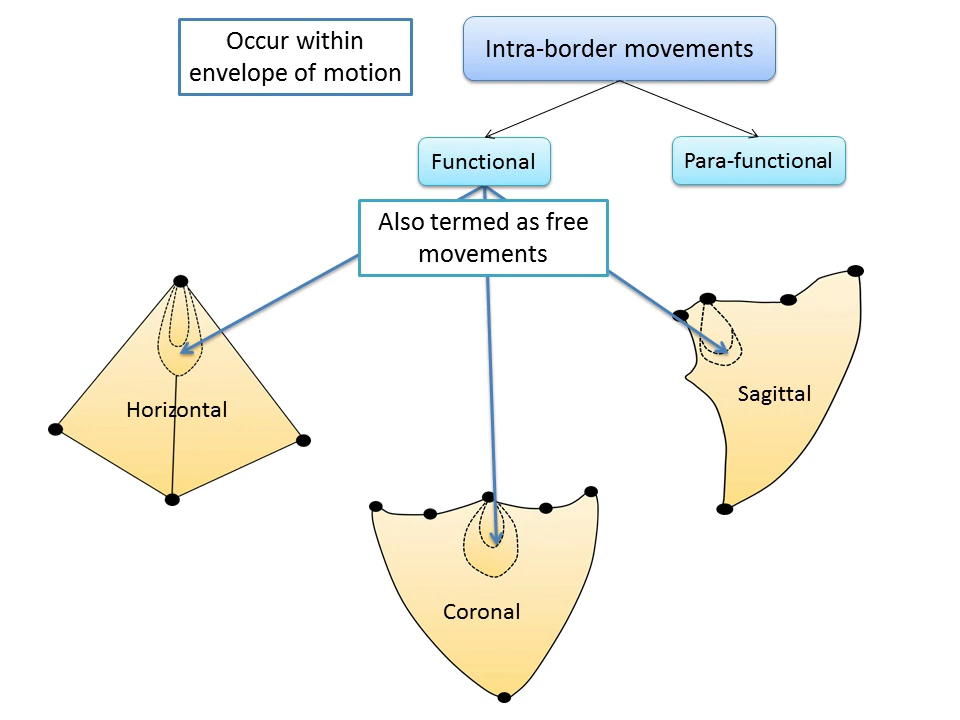 Occur within
envelope of motion
Intra-border movements
Functional
Para-functional
Also termed as free
movements
Horizontal
Sagittal
Coronal